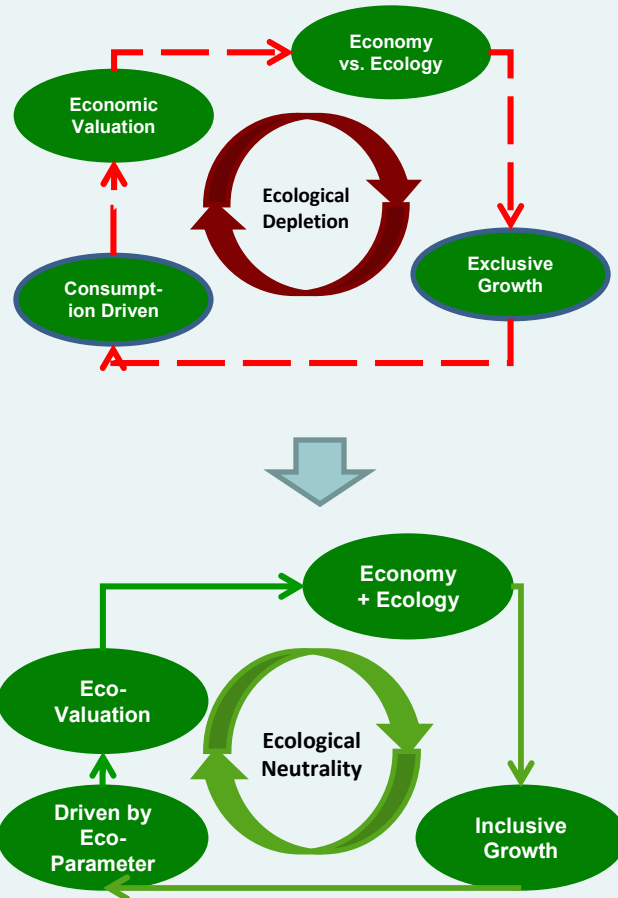 Economy
vs. Ecology
Economic
Valuation
Ecological
Depletion
Exclusive
Growth
Consumpt-
ion Driven
Economy
+ Ecology
Eco-
Valuation
Ecological
Neutrality
Driven by
Eco-
Parameter
Inclusive
Growth